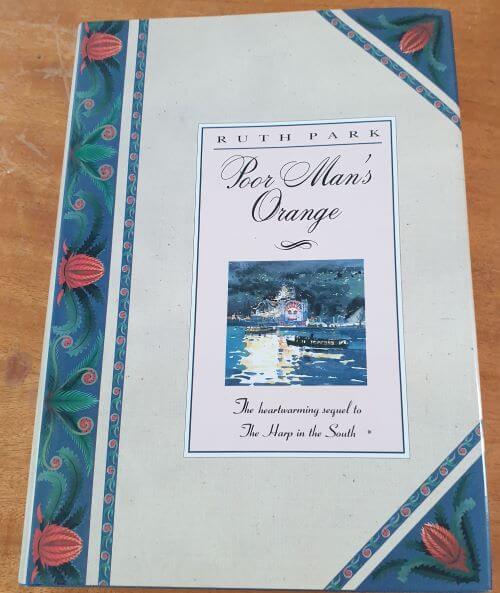 RUTH PARK
Poor Man's
Orange
The heartwarming sequel to
The Harp in the South